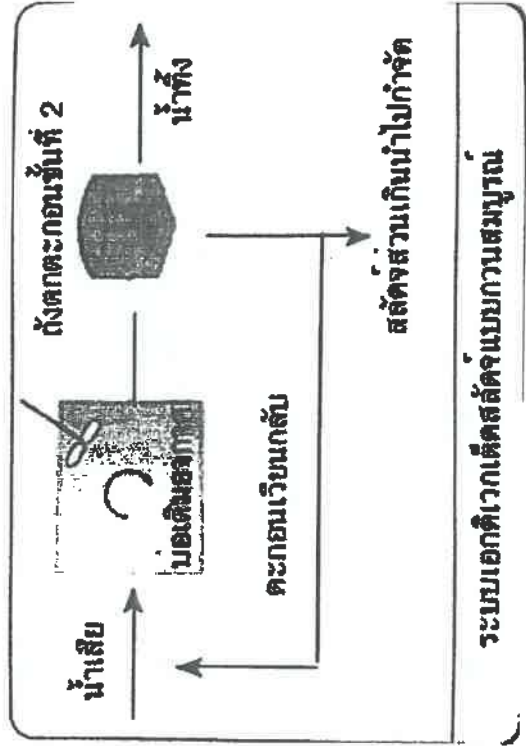 ถังตกตะกอนขั้นที่ 2
น้ำเสีย
บ่อเติมอากาศ
น้ำทิ้ง
ตะกอนเวียนกลับ
สลัดจ์ส่วนเกินนำไปกำจัด
ระบบเอกติเวกเต็ดสลัดจ์แบบกวนสมบูรณ์